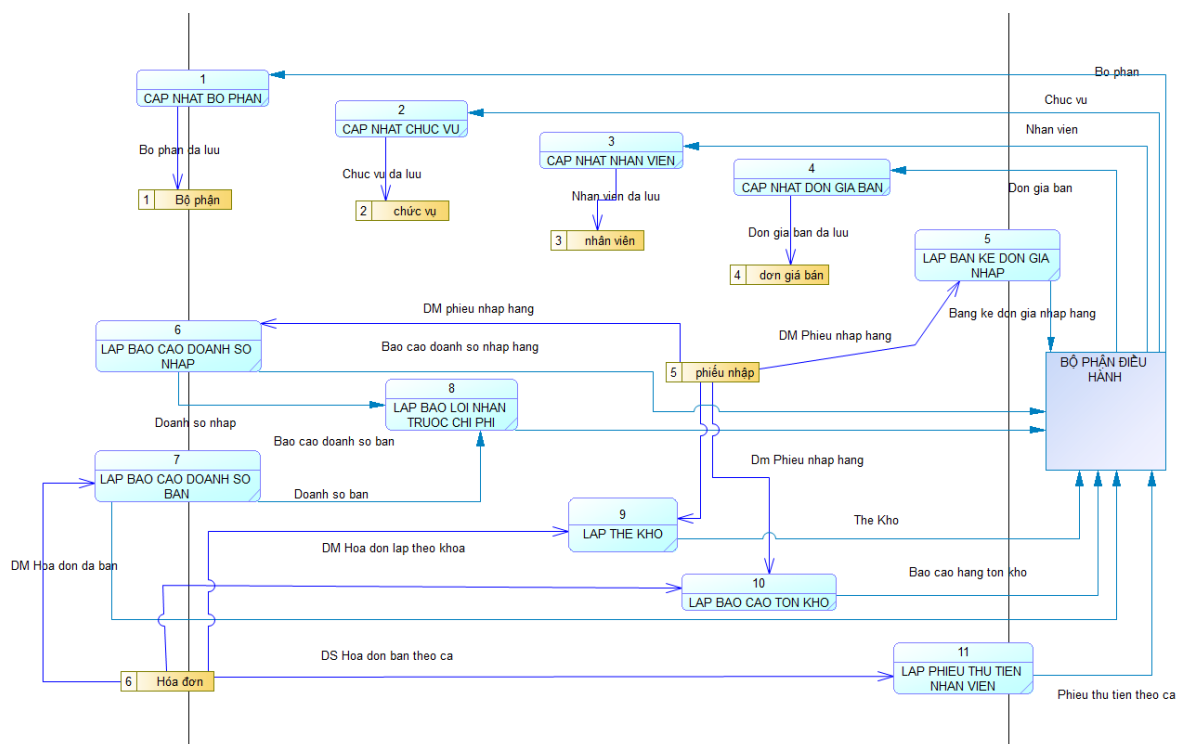 Bo phan
1
CAP NHAT BO PHAN
Chuc vu
2
CAP NHAT CHUC VU
Nhan vien
3
CAP NHAT NHAN VIEN
Bo phan da luu
4
CAP NHAT DON GIA BAN
Don gia ban
Chuc vu da luu
Nhan vien da luu
1 Bộ phận
2 chức vụ
Don gia ban da luu
3 nhân viên
5
LAP BAN KE DON GIA
NHAP
4 dơn giá bán
DM phieu nhap hang
Bang ke don gia nhap hang
6
LAP BAO CAO DOANH SO
NHAP
DM Phieu nhap hang
Bao cao doanh so nhap hang
BỘ PHẬN ĐIỀU
HÀNH
5 phiếu nhập
8
LAP BAO LOI NHAN
TRUOC CHI PHI
Doanh so nhap
Bao cao doanh so ban
7
LAP BAO CAO DOANH SO
BAN
Dm Phieu nhap hang
Doanh so ban
9
LAP THE KHO
The Kho
DM Hoa don lap theo khoa
DM Hoa don da ban
Bao cao hang ton kho
10
LAP BAO CAO TON KHO
DS Hoa don ban theo ca
11
LAP PHIEU THU TIEN
NHAN VIEN
6 Hóa đơn
Phieu thu tien theo ca